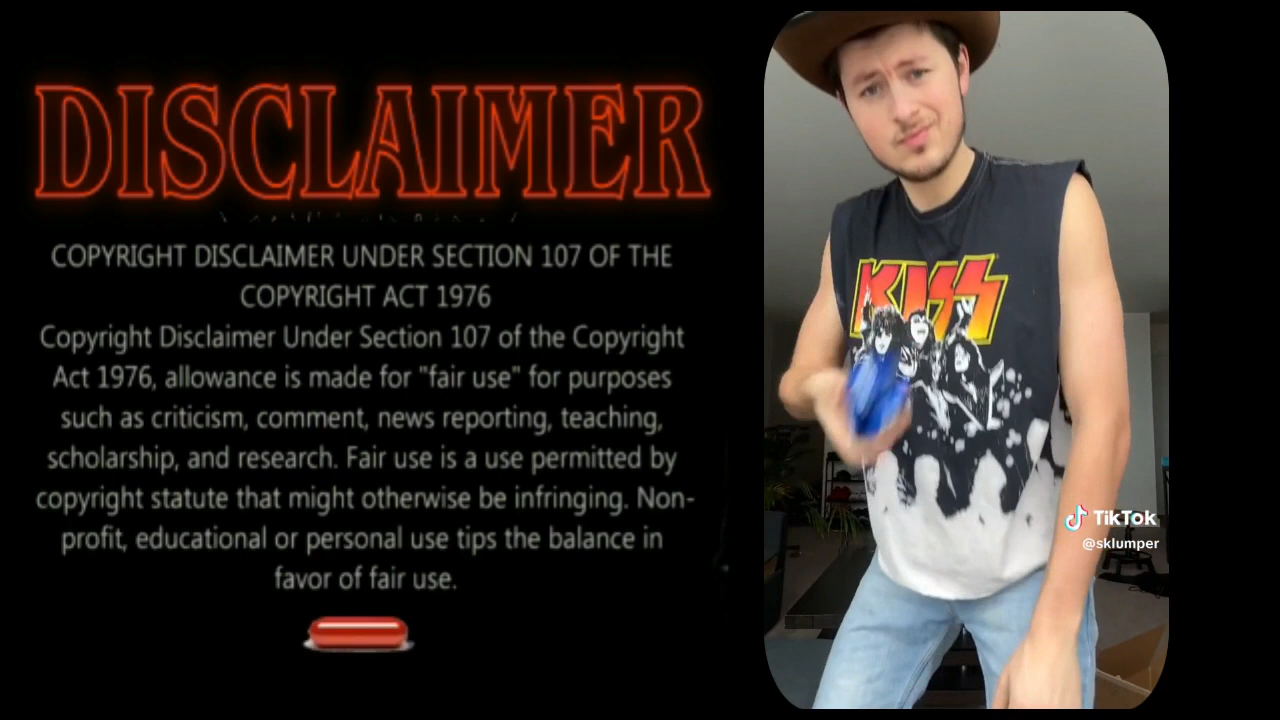 DISCLAIMER
COPYRIGHT DISCLAIMER UNDER SECTION 107 OF THE
COPYRIGHT ACT 1976
Copyright Disclaimer Under Section 107 of the Copyright
Act 1976, allowance is made for "fair use" for purposes
such as criticism, comment, news reporting, teaching,
scholarship, and research. Fair use is a use permitted by
copyright statute that might otherwise be infringing. Non-
profit, educational or personal use tips the balance in
favor of fair use.
KISS
TikTok
@sklumper